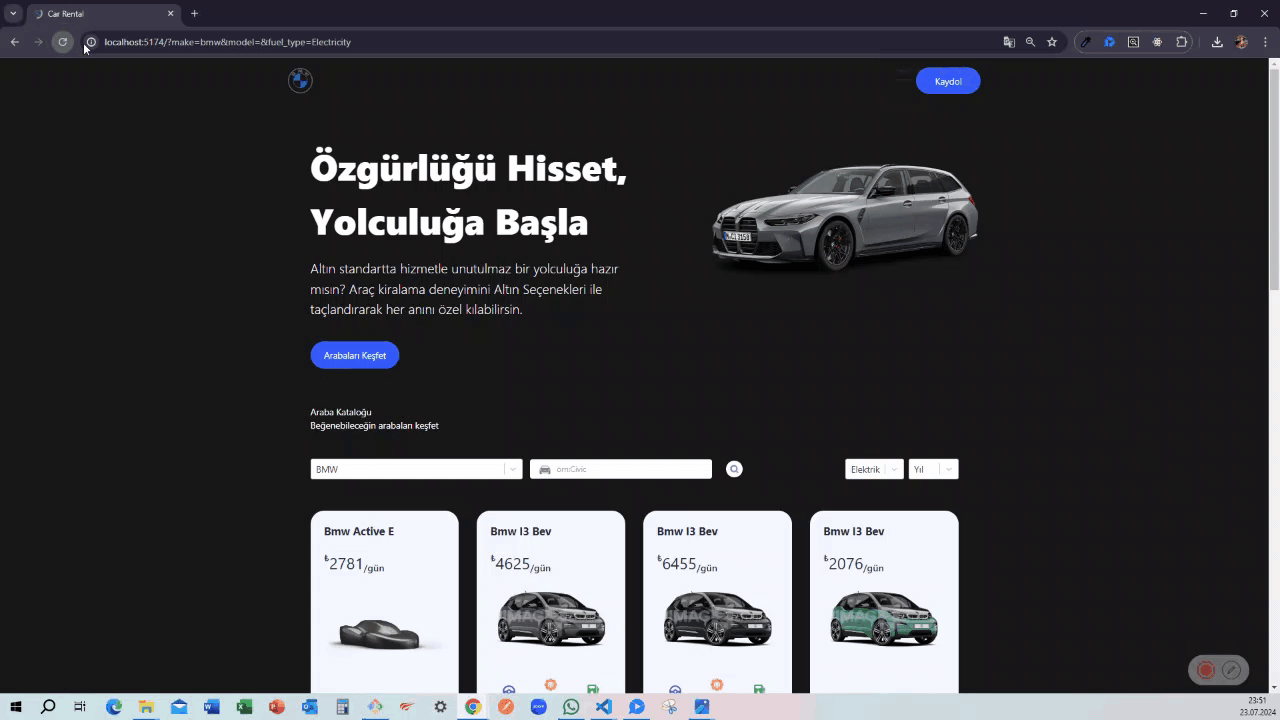 Car Rental
localhost:5174/?make=bmw&model=&fuel_type=Electricity
Kaydol
Özgürlüğü Hisset,
Yolculuğa Başla
Altın standartta hizmetle unutulmaz bir yolculuğa hazır
mısın? Araç kiralama deneyimini Altın Seçenekleri ile
taçlandırarak her anını özel kılabilirsin.
Arabaları Keşfet
Araba Kataloğu
Beğenebileceğin arabaları keşfet
BMW
örn:Civic
Elektrik
Yıl
Bmw Active E
₺2781/gün
Bmw I3 Bev
₺4625/gün
Bmw I3 Bev
₺6455/gün
Bmw I3 Bev
₺2076/gün
23:51
23.07.2024